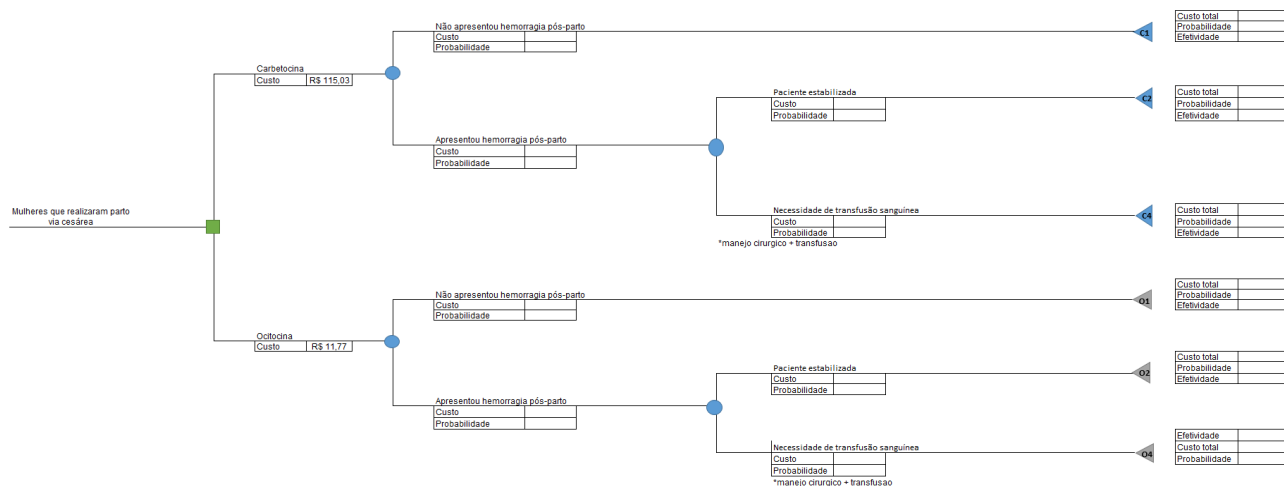 Não apresentou hemorragia pós-parto
Custo
Probabilidade
C1
Custo total
Probabilidade
Efetividade
Carbetocina
Custo R$ 115,03
Paciente estabilizada
Custo
Probabilidade
C2
Custo total
Probabilidade
Efetividade
Apresentou hemorragia pós-parto
Custo
Probabilidade
Necessidade de transfusão sanguínea
Custo
Probabilidade
*manejo cirurgico + transfusao
C4
Custo total
Probabilidade
Efetividade
Mulheres que realizaram parto
via cesárea
Não apresentou hemorragia pós-parto
Custo
Probabilidade
O1
Custo total
Probabilidade
Efetividade
Ocitocina
Custo R$ 11,77
Paciente estabilizada
Custo
Probabilidade
O2
Custo total
Probabilidade
Efetividade
Apresentou hemorragia pós-parto
Custo
Probabilidade
Necessidade de transfusão sanguínea
Custo
Probabilidade
*manejo cirurgico + transfusao
O4
Efetividade
Custo total
Probabilidade